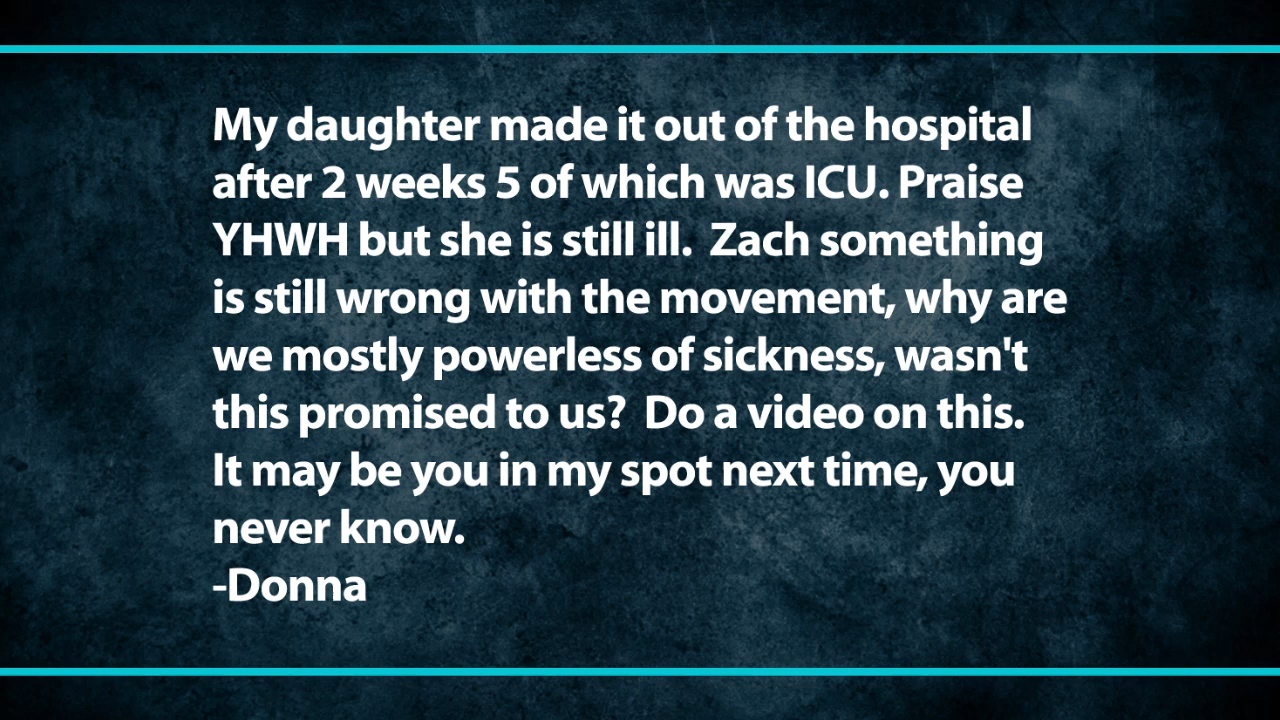 My daughter made it out of the hospital
after 2 weeks 5 of which was ICU. Praise
YHWH but she is still ill.  Zach something
is still wrong with the movement, why are
we mostly powerless of sickness, wasn't
this promised to us?  Do a video on this.
It may be you in my spot next time, you
never know.
-Donna